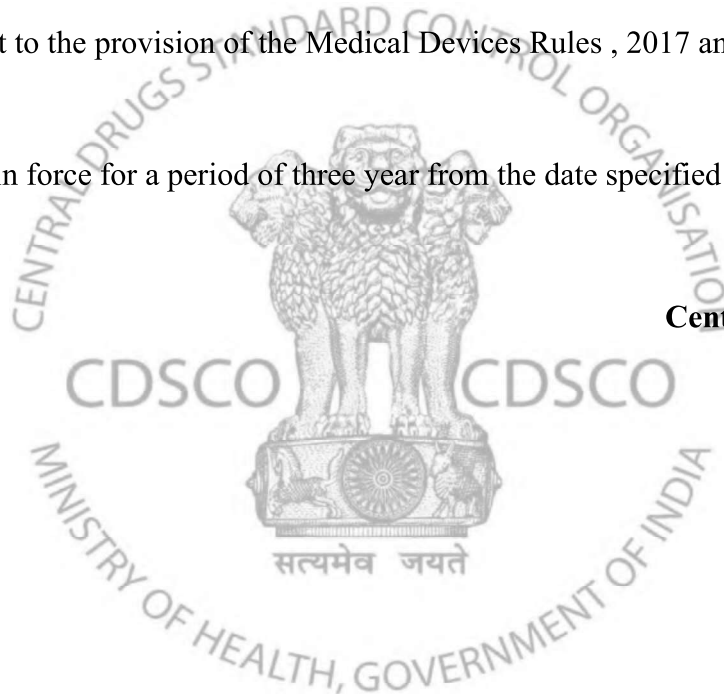 t to the provision of the Medical Devices Rules , 2017 an
in force for a period of three year from the date specified
Cent
CENTRAL DRUGS STANDARD CONTROL ORGANISATION
CDSCO CDSCO
सत्यमेव जयते
MINISTRY OF HEALTH, GOVERNMENT OF INDIA